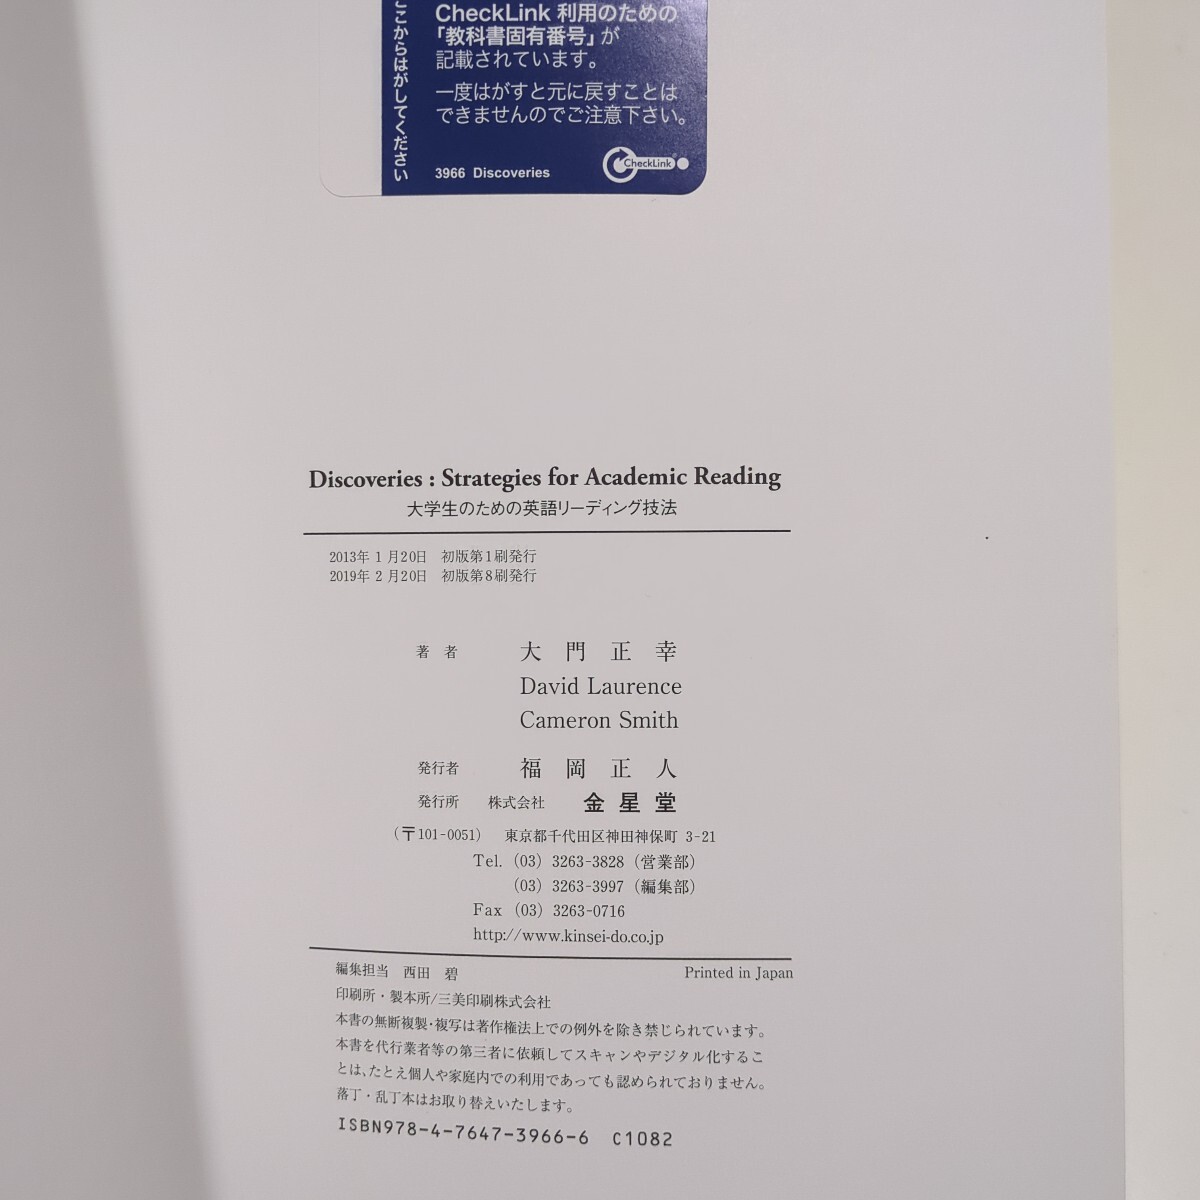 ここからはがしてください
CheckLink 利用のための
「教科書固有番号」が
記載されています。
一度はがすと元に戻すことは
できませんのでご注意下さい。
3966 Discoveries
CheckLink
Discoveries : Strategies for Academic Reading
大学生のための英語リーディング技法
2013年 1 月20日　初版第1刷発行
2019年 2 月20日　初版第8刷発行
著　者　大　門　正　幸
David Laurence
Cameron Smith
発行者　福　岡　正　人
発行所　株式会社　金 星 堂
（〒101-0051）　東京都千代田区神田神保町 3-21
Tel.（03）3263-3828（営業部）
（03）3263-3997（編集部）
Fax（03）3263-0716
http://www.kinsei-do.co.jp
編集担当　西田　碧　Printed in Japan
印刷所・製本所/三美印刷株式会社
本書の無断複製・複写は著作権法上での例外を除き禁じられています。
本書を代行業者等の第三者に依頼してスキャンやデジタル化するこ
とは、たとえ個人や家庭内での利用であっても認められておりません。
落丁・乱丁本はお取り替えいたします。
ISBN978-4-7647-3966-6　C1082